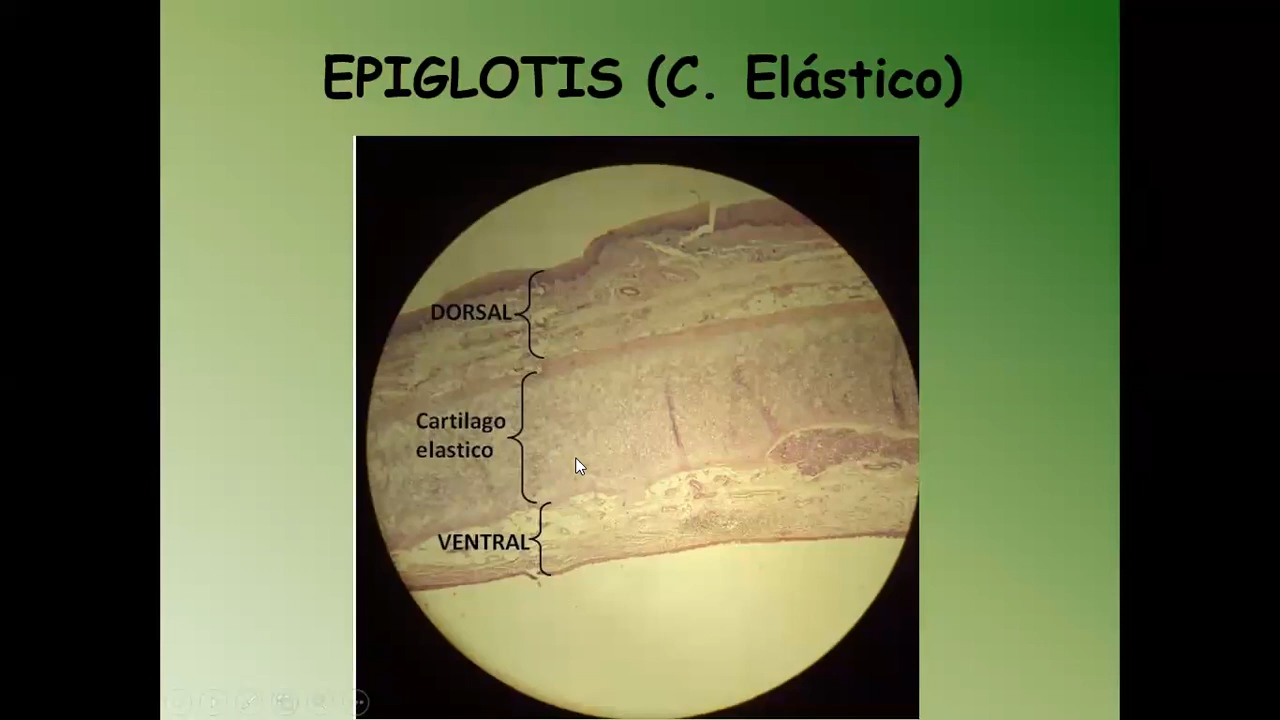 EPIGLOTIS (C. Elástico)
DORSAL
Cartilago
elastico
VENTRAL